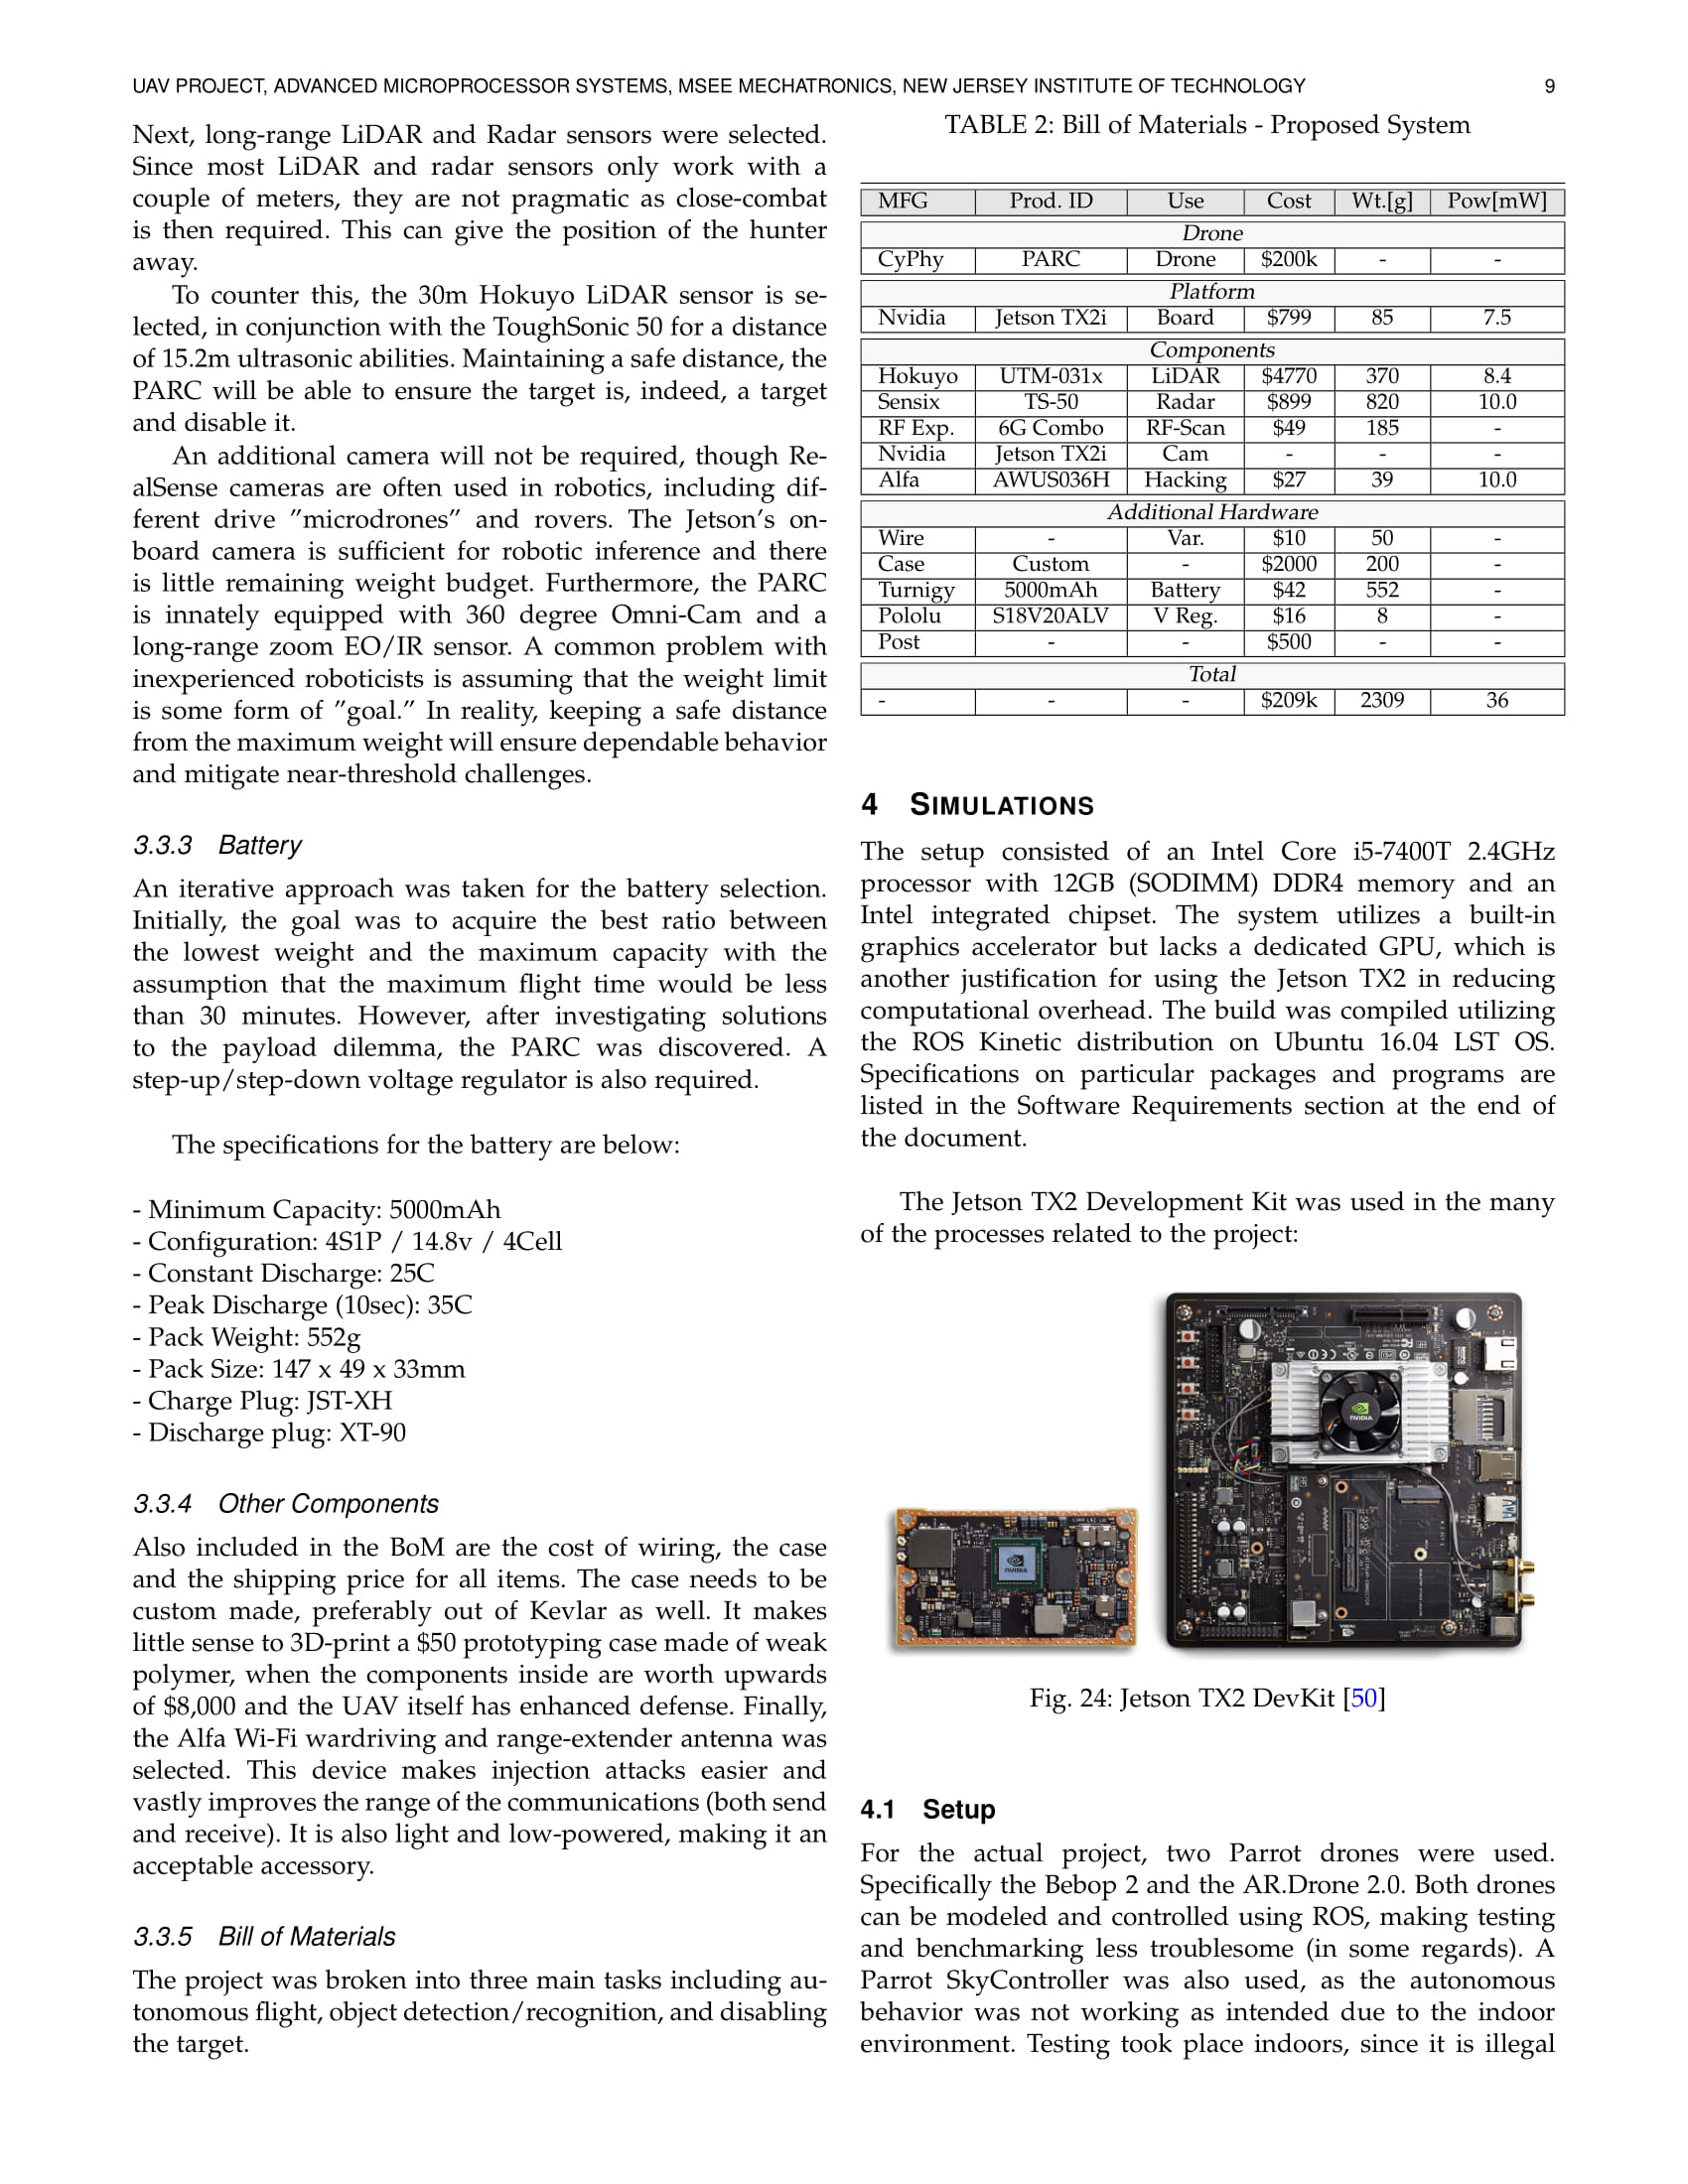 UAV PROJECT, ADVANCED MICROPROCESSOR SYSTEMS, MSEE MECHATRONICS, NEW JERSEY INSTITUTE OF TECHNOLOGY 9
Next, long-range LiDAR and Radar sensors were selected.
Since most LiDAR and radar sensors only work with a
couple of meters, they are not pragmatic as close-combat
is then required. This can give the position of the hunter
away.
To counter this, the 30m Hokuyo LiDAR sensor is se-
lected, in conjunction with the ToughSonic 50 for a distance
of 15.2m ultrasonic abilities. Maintaining a safe distance, the
PARC will be able to ensure the target is, indeed, a target
and disable it.
An additional camera will not be required, though Re-
alSense cameras are often used in robotics, including dif-
ferent drive ”microdrones” and rovers. The Jetson's on-
board camera is sufficient for robotic inference and there
is little remaining weight budget. Furthermore, the PARC
is innately equipped with 360 degree Omni-Cam and a
long-range zoom EO/IR sensor. A common problem with
inexperienced roboticists is assuming that the weight limit
is some form of ”goal.” In reality, keeping a safe distance
from the maximum weight will ensure dependable behavior
and mitigate near-threshold challenges.
3.3.3 Battery
An iterative approach was taken for the battery selection.
Initially, the goal was to acquire the best ratio between
the lowest weight and the maximum capacity with the
assumption that the maximum flight time would be less
than 30 minutes. However, after investigating solutions
to the payload dilemma, the PARC was discovered. A
step-up/step-down voltage regulator is also required.
The specifications for the battery are below:
- Minimum Capacity: 5000mAh
- Configuration: 4S1P / 14.8v / 4Cell
- Constant Discharge: 25C
- Peak Discharge (10sec): 35C
- Pack Weight: 552g
- Pack Size: 147 x 49 x 33mm
- Charge Plug: JST-XH
- Discharge plug: XT-90
3.3.4 Other Components
Also included in the BoM are the cost of wiring, the case
and the shipping price for all items. The case needs to be
custom made, preferably out of Kevlar as well. It makes
little sense to 3D-print a $50 prototyping case made of weak
polymer, when the components inside are worth upwards
of $8,000 and the UAV itself has enhanced defense. Finally,
the Alfa Wi-Fi wardriving and range-extender antenna was
selected. This device makes injection attacks easier and
vastly improves the range of the communications (both send
and receive). It is also light and low-powered, making it an
acceptable accessory.
3.3.5 Bill of Materials
The project was broken into three main tasks including au-
tonomous flight, object detection/recognition, and disabling
the target.
TABLE 2: Bill of Materials - Proposed System
MFG Prod. ID Use Cost Wt.[g] Pow[mW]
Drone
CyPhy PARC Drone $200k - -
Platform
Nvidia Jetson TX2i Board $799 85 7.5
Components
Hokuyo UTM-031x LiDAR $4770 370 8.4
Sensix TS-50 Radar $899 820 10.0
RF Exp. 6G Combo RF-Scan $49 185 -
Nvidia Jetson TX2i Cam - - -
Alfa AWUS036H Hacking $27 39 10.0
Additional Hardware
Wire - Var. $10 50 -
Case Custom - $2000 200 -
Turnigy 5000mAh Battery $42 552 -
Pololu S18V20ALV V Reg. $16 8 -
Post - - $500 - -
Total
- - - $209k 2309 36
4 SIMULATIONS
The setup consisted of an Intel Core i5-7400T 2.4GHz
processor with 12GB (SODIMM) DDR4 memory and an
Intel integrated chipset. The system utilizes a built-in
graphics accelerator but lacks a dedicated GPU, which is
another justification for using the Jetson TX2 in reducing
computational overhead. The build was compiled utilizing
the ROS Kinetic distribution on Ubuntu 16.04 LST OS.
Specifications on particular packages and programs are
listed in the Software Requirements section at the end of
the document.
The Jetson TX2 Development Kit was used in the many
of the processes related to the project:
NVIDIA
NVIDIA
Fig. 24: Jetson TX2 DevKit [50]
4.1 Setup
For the actual project, two Parrot drones were used.
Specifically the Bebop 2 and the AR.Drone 2.0. Both drones
can be modeled and controlled using ROS, making testing
and benchmarking less troublesome (in some regards). A
Parrot SkyController was also used, as the autonomous
behavior was not working as intended due to the indoor
environment. Testing took place indoors, since it is illegal